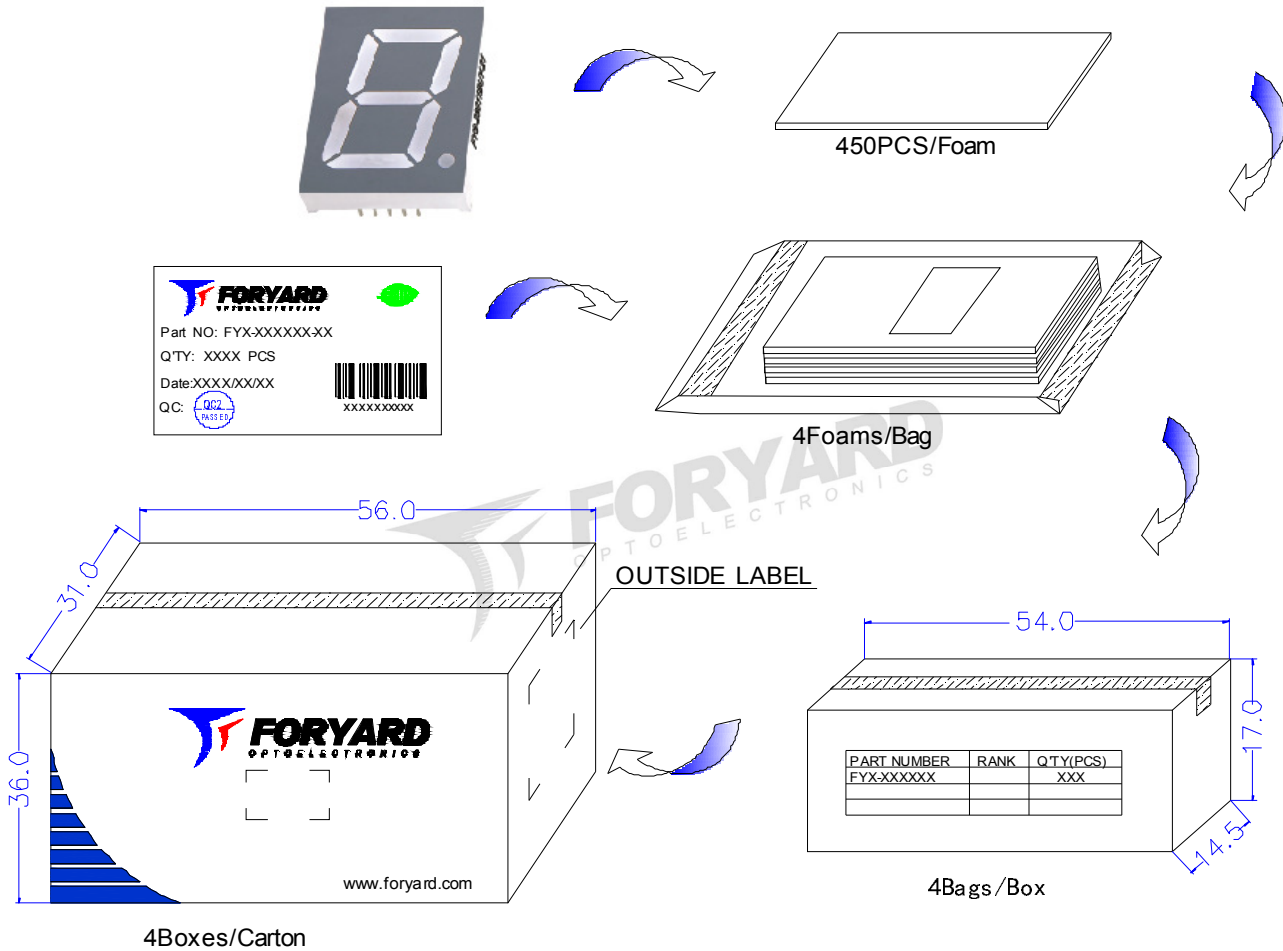 450PCS/Foam
FORYARD
OPTOELECTRONICS
Part NO: FYX-XXXXXX-XX
Q'TY: XXXX PCS
Date:XXXX/XX/XX
QC: QC2 PASSED
XXXXXXXXXX
4Foams/Bag
FORYARD
OPTOELECTRONICS
56.0
31.0
36.0
OUTSIDE LABEL
FORYARD
OPTOELECTRONICS
www.foryard.com
4Boxes/Carton
54.0
17.0
14.5
PART NUMBER RANK Q'TY(PCS)
FYX-XXXXXX XXX
4Bags/Box